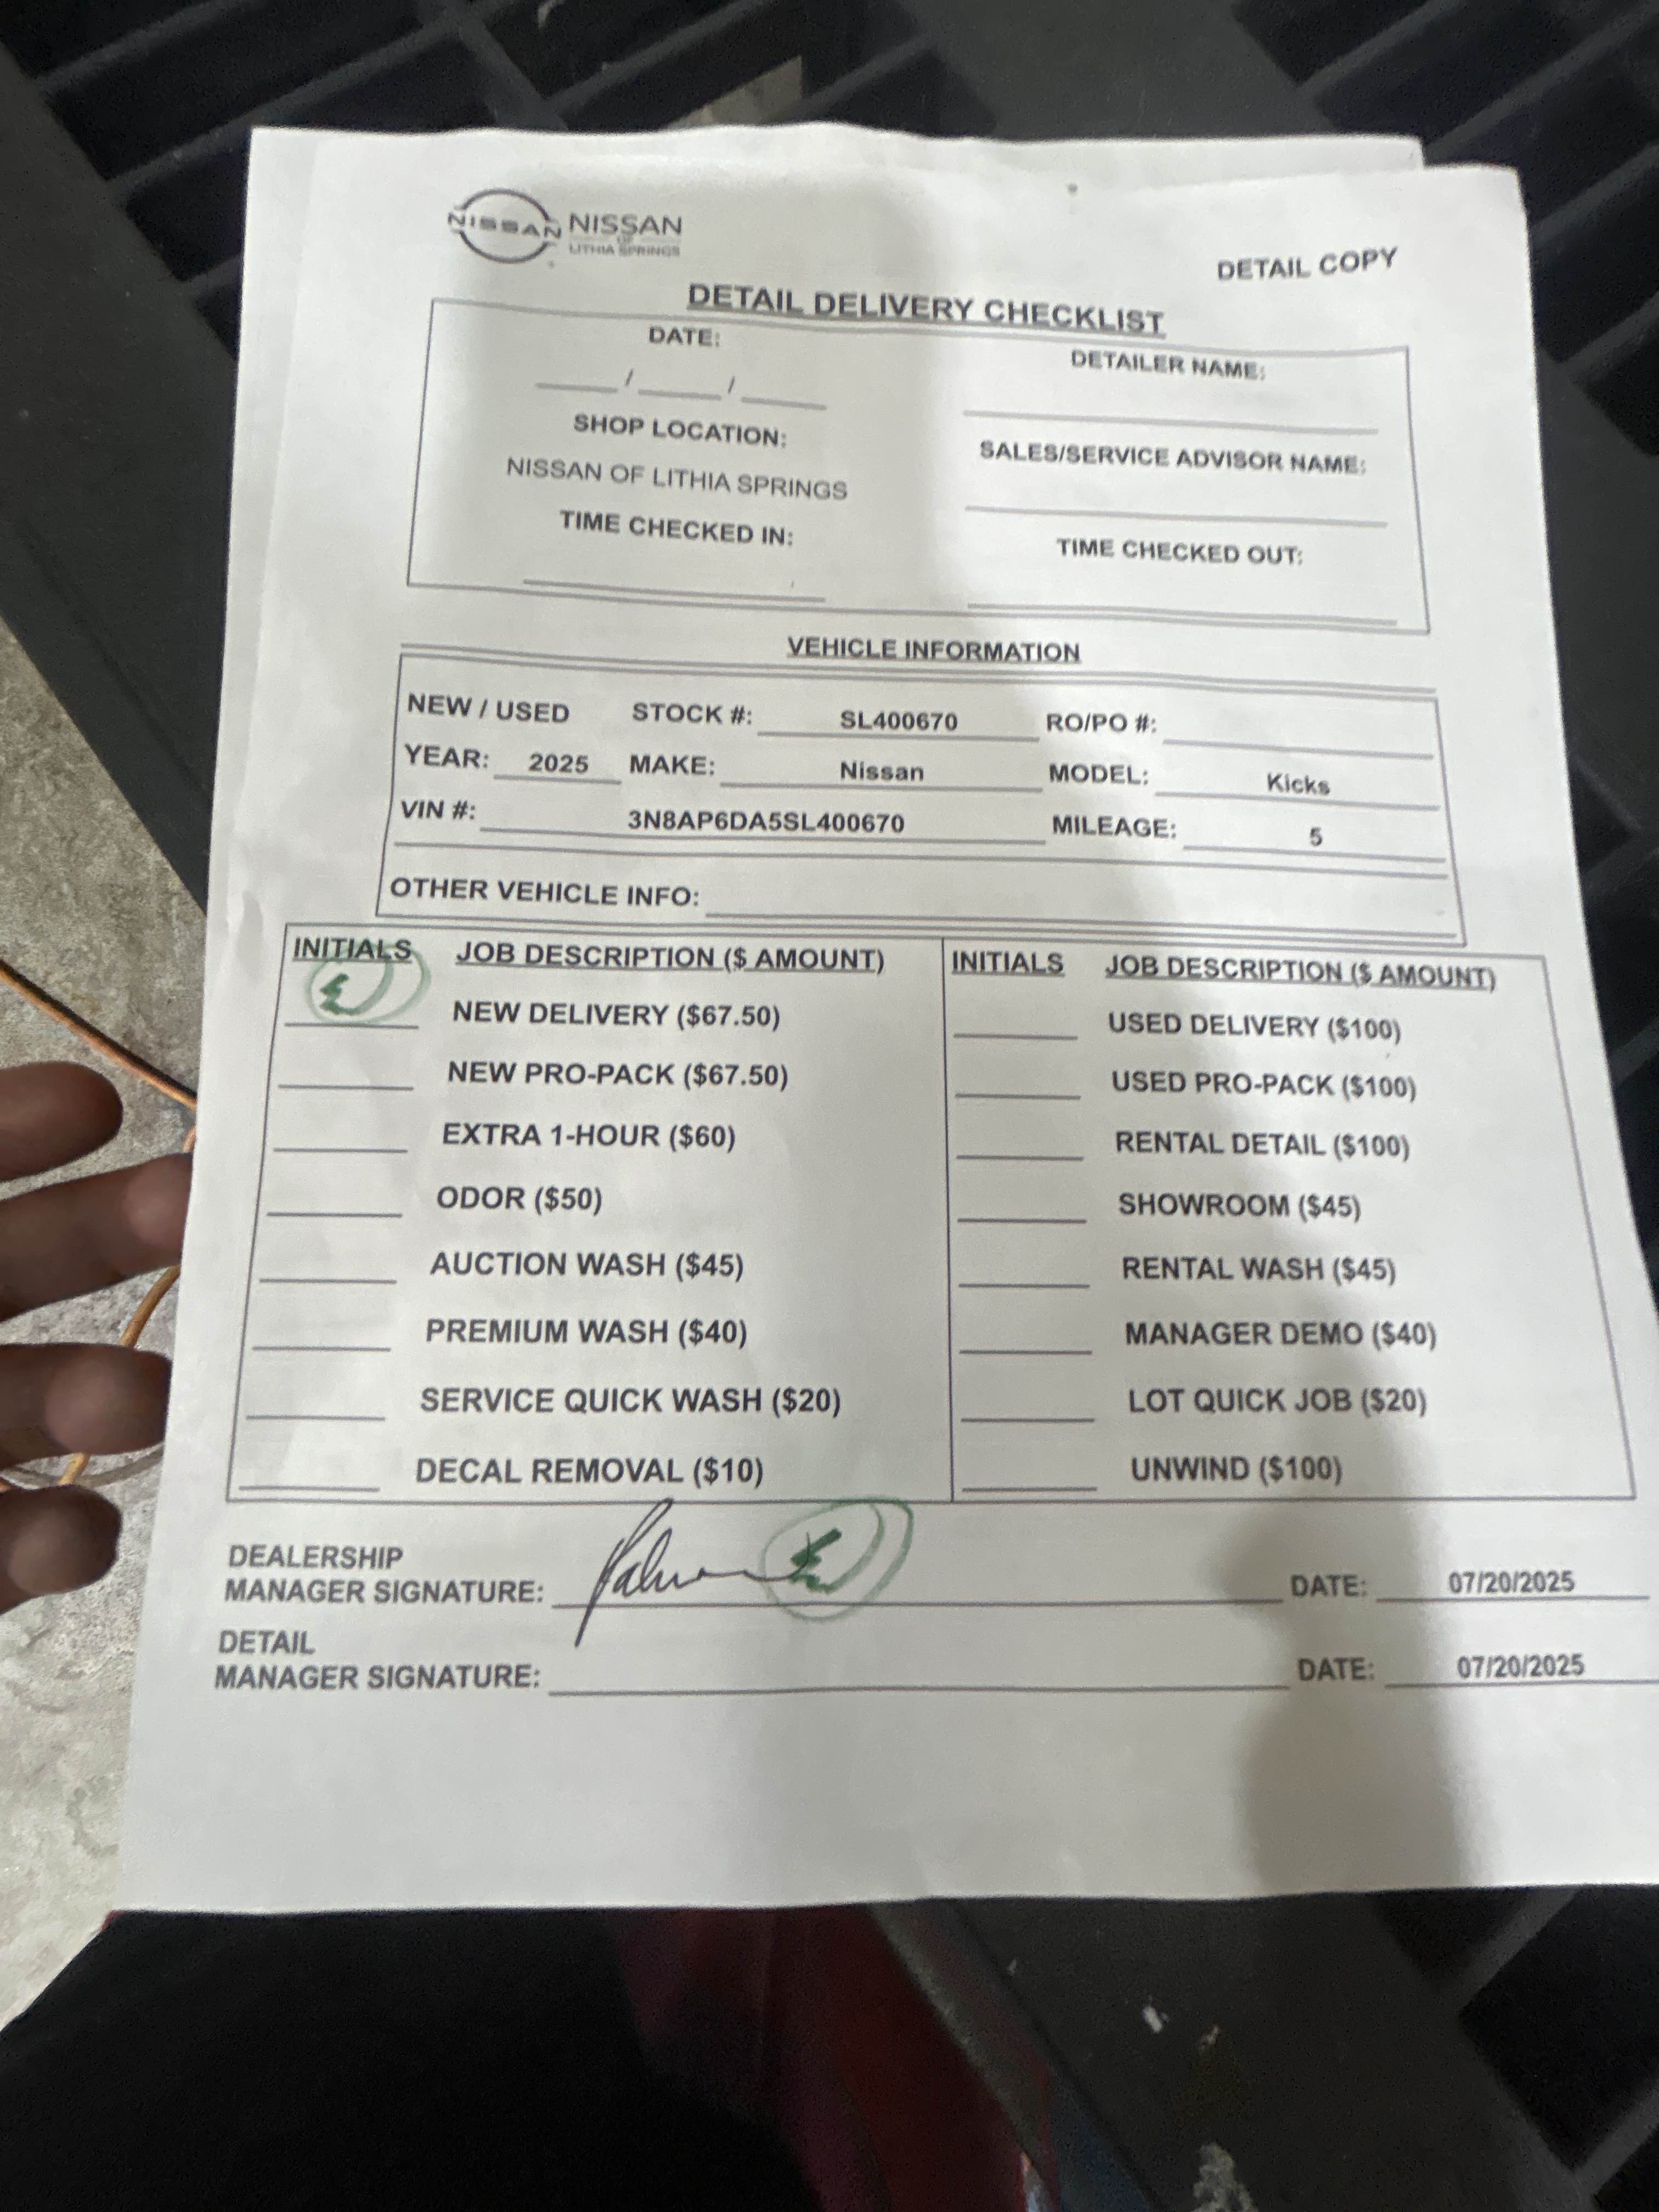 NISSAN NISSAN
OF
LITHIA SPRINGS
DETAIL COPY
DETAIL DELIVERY CHECKLIST
DATE:
___ / ___ / ___
DETAILER NAME:
SHOP LOCATION:
NISSAN OF LITHIA SPRINGS
SALES/SERVICE ADVISOR NAME:
TIME CHECKED IN:
TIME CHECKED OUT:
VEHICLE INFORMATION
NEW / USED STOCK #: SL400670 RO/PO #:
YEAR: 2025 MAKE: Nissan MODEL: Kicks
VIN #: 3N8AP6DA5SL400670 MILEAGE: 5
OTHER VEHICLE INFO:
INITIALS JOB DESCRIPTION ($ AMOUNT)
NEW DELIVERY ($67.50)
NEW PRO-PACK ($67.50)
EXTRA 1-HOUR ($60)
ODOR ($50)
AUCTION WASH ($45)
PREMIUM WASH ($40)
SERVICE QUICK WASH ($20)
DECAL REMOVAL ($10)
INITIALS JOB DESCRIPTION ($ AMOUNT)
USED DELIVERY ($100)
USED PRO-PACK ($100)
RENTAL DETAIL ($100)
SHOWROOM ($45)
RENTAL WASH ($45)
MANAGER DEMO ($40)
LOT QUICK JOB ($20)
UNWIND ($100)
DEALERSHIP
MANAGER SIGNATURE: DATE: 07/20/2025
DETAIL
MANAGER SIGNATURE: DATE: 07/20/2025